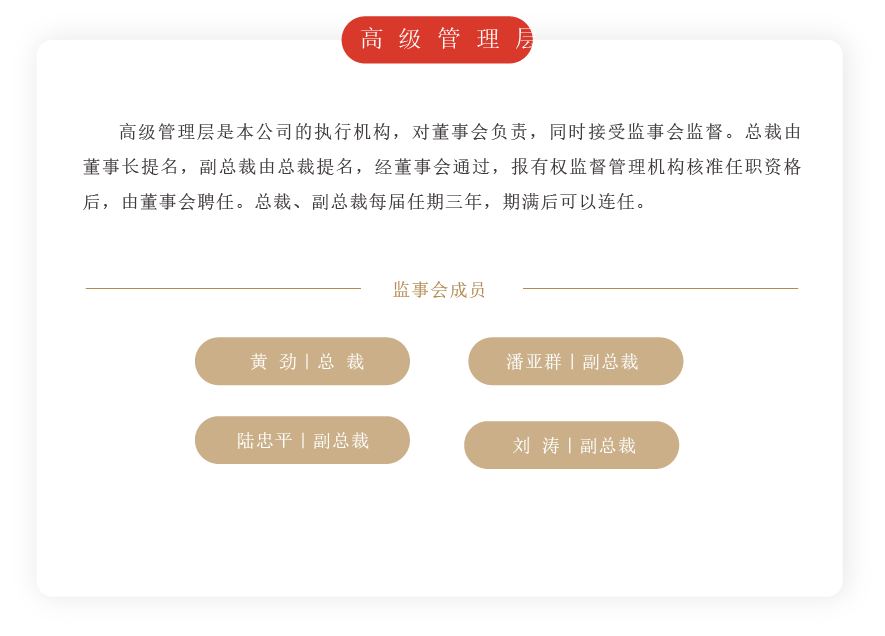 高级管理层
高级管理层是本公司的执行机构，对董事会负责，同时接受监事会监督。总裁由
董事长提名，副总裁由总裁提名，经董事会通过，报有权监督管理机构核准任职资格
后，由董事会聘任。总裁、副总裁每届任期三年，期满后可以连任。
监事会成员
黄 劲丨总 裁
潘亚群丨副总裁
陆忠平丨副总裁
刘 涛丨副总裁